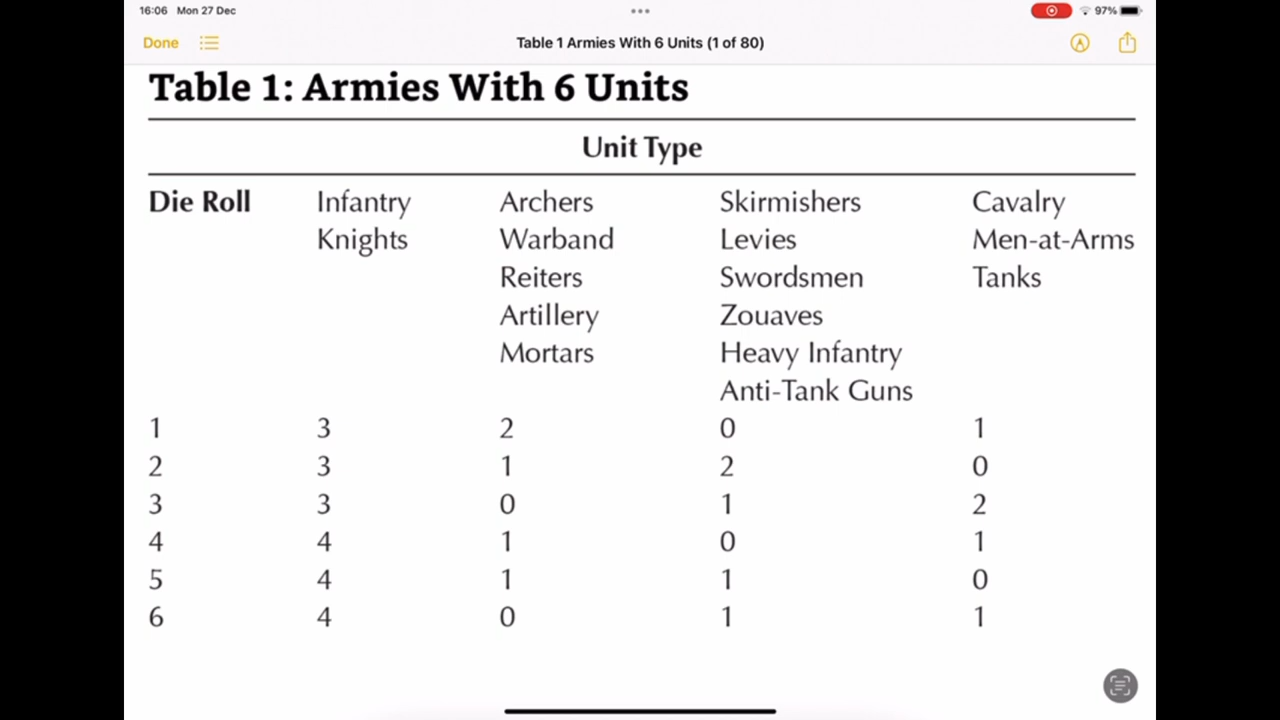 16:06 Mon 27 Dec
97%
Done
Table 1 Armies With 6 Units (1 of 80)
Table 1: Armies With 6 Units
Unit Type
Die Roll Infantry Archers Skirmishers Cavalry
Knights Warband Levies Men-at-Arms
Reiters Swordsmen Tanks
Artillery Zouaves
Mortars Heavy Infantry
Anti-Tank Guns
1 3 2 0 1
2 3 1 2 0
3 3 0 1 2
4 4 1 0 1
5 4 1 1 0
6 4 0 1 1